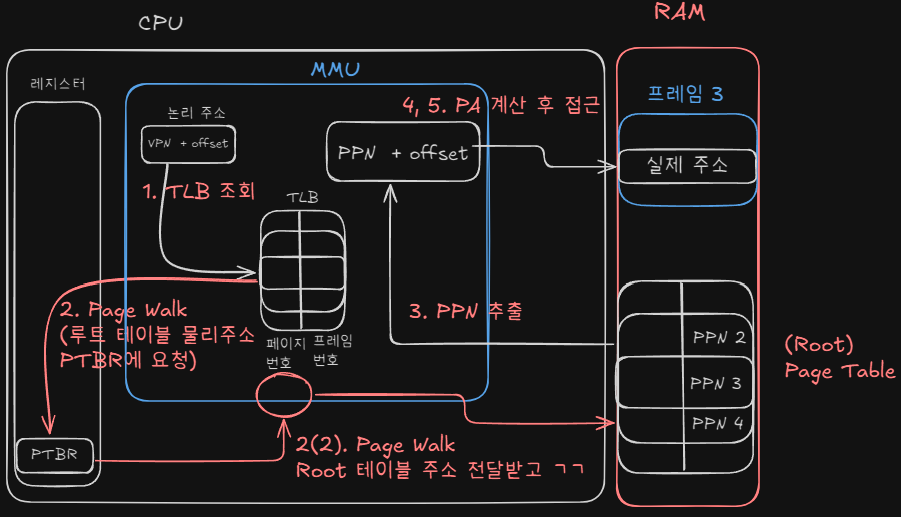 CPU
RAM
레지스터
MMU
논리 주소
VPN + offset
4, 5. PA 계산 후 접근
PPN + offset
프레임 3
실제 주소
1. TLB 조회
TLB
2. Page Walk
(루트 테이블 물리주소
PTBR에 요청)
페이지
번호
프레임
번호
3. PPN 추출
PPN 2
PPN 3
PPN 4
(Root)
Page Table
PTBR
2(2). Page Walk
Root 테이블 주소 전달받고 ㄱㄱ